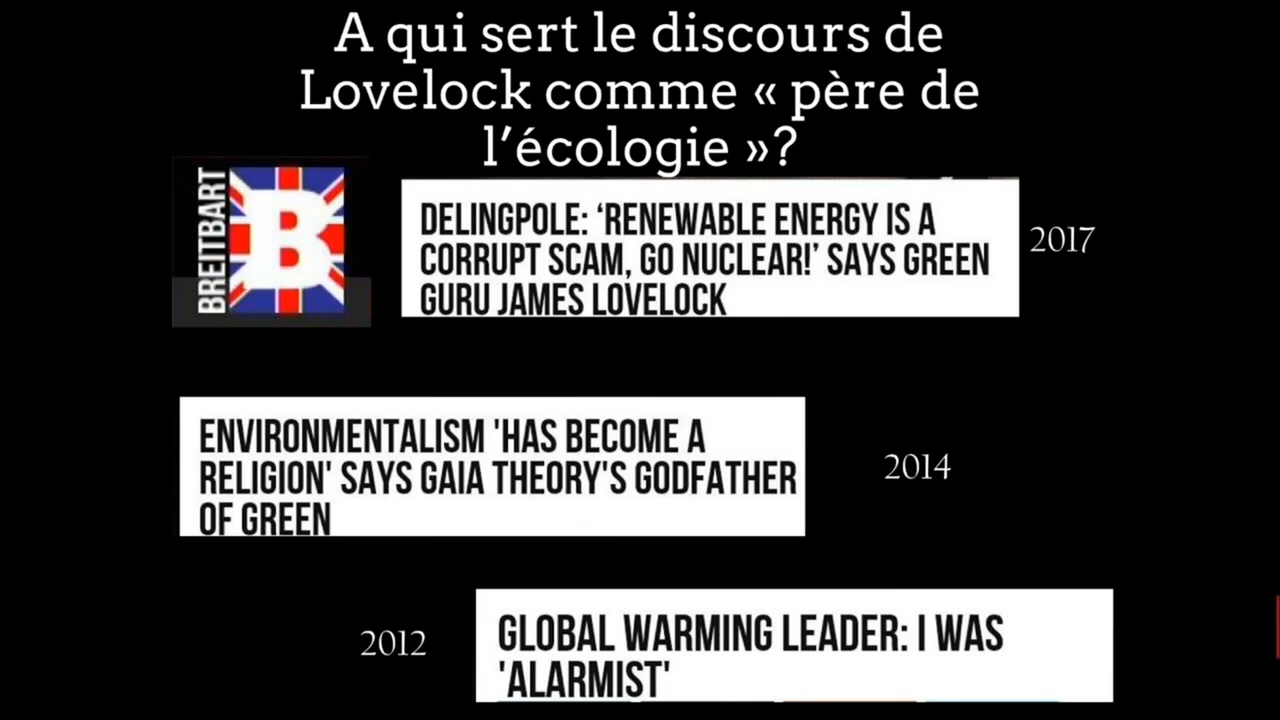 A qui sert le discours de
Lovelock comme « père de
l’écologie »?
BREITBART
B
DELINGPOLE: ‘RENEWABLE ENERGY IS A
CORRUPT SCAM, GO NUCLEAR!’ SAYS GREEN
GURU JAMES LOVELOCK
2017
ENVIRONMENTALISM 'HAS BECOME A
RELIGION' SAYS GAIA THEORY'S GODFATHER
OF GREEN
2014
2012
GLOBAL WARMING LEADER: I WAS
'ALARMIST'